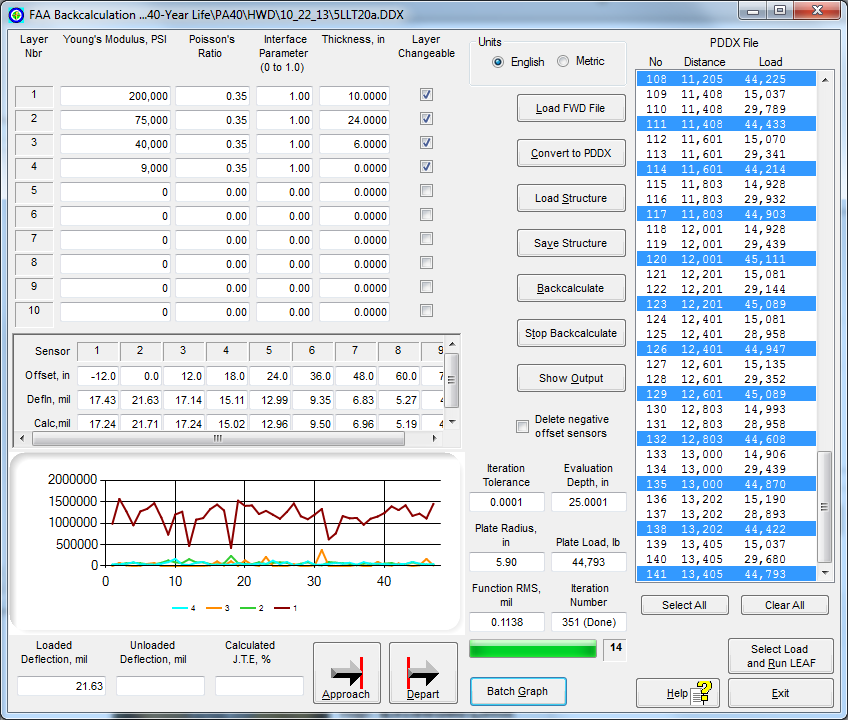 FAA Backcalculation ...40-Year Life\PA40\HWD\10_22_13\5LLT20a.DDX
Layer Nbr
Young's Modulus, PSI
Poisson's Ratio
Interface Parameter (0 to 1.0)
Thickness, in
Layer Changeable
1 200,000 0.35 1.00 10.0000
2 75,000 0.35 1.00 24.0000
3 40,000 0.35 1.00 6.0000
4 9,000 0.35 1.00 0.0000
5 0 0.00 0.00 0.0000
6 0 0.00 0.00 0.0000
7 0 0.00 0.00 0.0000
8 0 0.00 0.00 0.0000
9 0 0.00 0.00 0.0000
10 0 0.00 0.00 0.0000
Sensor 1 2 3 4 5 6 7 8 9
Offset, in -12.0 0.0 12.0 18.0 24.0 36.0 48.0 60.0
Defln, mil 17.43 21.63 17.14 15.11 12.99 9.35 6.83 5.27
Calc,mil 17.24 21.71 17.24 15.02 12.96 9.50 6.96 5.19
2000000
1500000
1000000
500000
0
0 10 20 30 40
4 3 2 1
Loaded Deflection, mil
21.63
Unloaded Deflection, mil
Calculated J.T.E, %
Approach
Depart
Units
English Metric
Load FWD File
Convert to PDDX
Load Structure
Save Structure
Backcalculate
Stop Backcalculate
Show Output
Delete negative offset sensors
Iteration Tolerance
0.0001
Evaluation Depth, in
25.0001
Plate Radius, in
5.90
Plate Load, lb
44,793
Function RMS, mil
0.1138
Iteration Number
351 (Done)
14
Batch Graph
PDDX File
No Distance Load
108 11,205 44,225
109 11,408 15,037
110 11,408 29,789
111 11,408 44,433
112 11,601 15,070
113 11,601 29,341
114 11,601 44,214
115 11,803 14,928
116 11,803 29,932
117 11,803 44,903
118 12,001 14,928
119 12,001 29,439
120 12,001 45,111
121 12,201 15,081
122 12,201 29,144
123 12,201 45,089
124 12,401 15,081
125 12,401 28,958
126 12,401 44,947
127 12,601 15,135
128 12,601 29,352
129 12,601 45,089
130 12,803 14,993
131 12,803 28,958
132 12,803 44,608
133 13,000 14,906
134 13,000 29,439
135 13,000 44,870
136 13,202 15,190
137 13,202 28,893
138 13,202 44,422
139 13,405 15,037
140 13,405 29,680
141 13,405 44,793
Select All
Clear All
Select Load and Run LEAF
Help
Exit